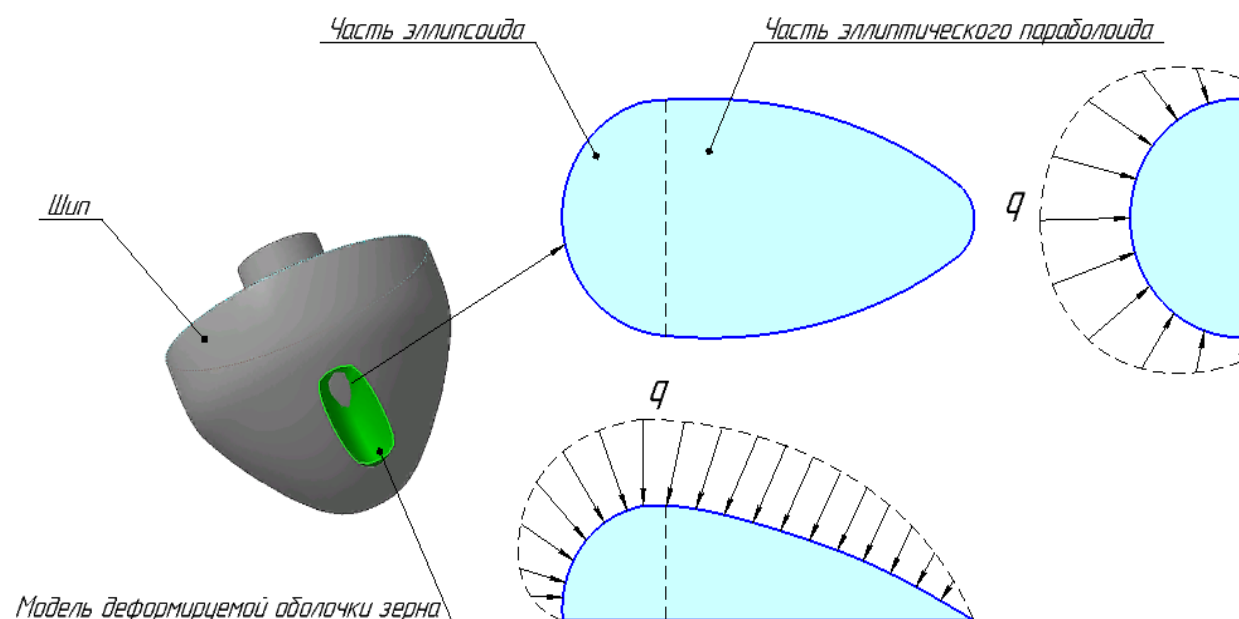 Часть эллипсоида
Часть эллиптического параболоида
Шип
q
q
Модель деформируемой оболочки зерна